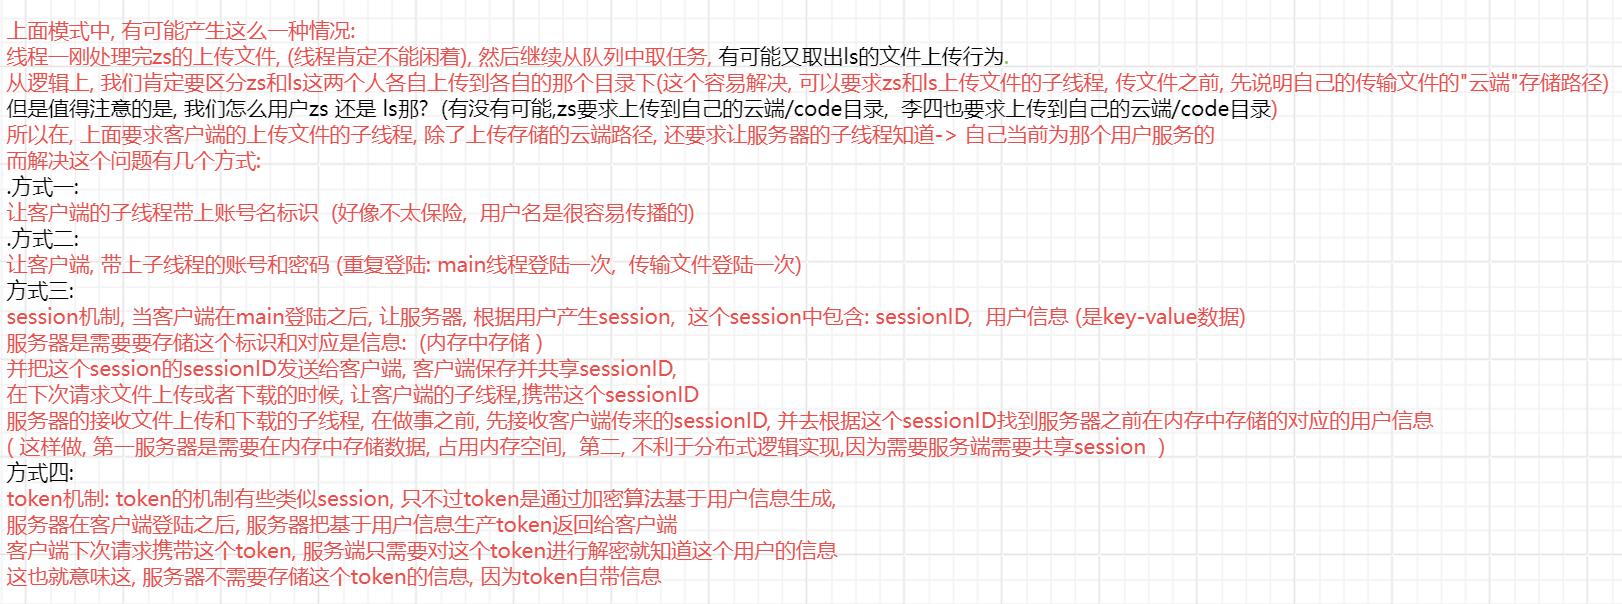 上面模式中, 有可能产生这么一种情况:
线程一刚处理完zs的上传文件, (线程肯定不能闲着), 然后继续从队列中取任务, 有可能又取出ls的文件上传行为.
从逻辑上, 我们肯定要区分zs和ls这两个人各自上传到各自的那个目录下(这个容易解决, 可以要求zs和ls上传文件的子线程, 传文件之前, 先说明自己的传输文件的"云端"存储路径)
但是值得注意的是, 我们怎么用户zs 还是 ls那? (有没有可能,zs要求上传到自己的云端/code目录, 李四也要求上传到自己的云端/code目录)
所以在, 上面要求客户端的上传文件的子线程, 除了上传存储的云端路径, 还要求让服务器的子线程知道-> 自己当前为那个用户服务的
而解决这个问题有几个方式:
.方式一:
让客户端的子线程带上账号名标识 (好像不太保险, 用户名是很容易传播的)
.方式二:
让客户端, 带上子线程的账号和密码 (重复登陆: main线程登陆一次, 传输文件登陆一次)
方式三:
session机制, 当客户端在main登陆之后, 让服务器, 根据用户产生session, 这个session中包含: sessionID, 用户信息 (是key-value数据)
服务器是需要要存储这个标识和对应是信息: (内存中存储 )
并把这个session的sessionID发送给客户端, 客户端保存并共享sessionID,
在下次请求文件上传或者下载的时候, 让客户端的子线程,携带这个sessionID
服务器的接收文件上传和下载的子线程, 在做事之前, 先接收客户端传来的sessionID, 并去根据这个sessionID找到服务器之前在内存中存储的对应的用户信息
( 这样做, 第一服务器是需要在内存中存储数据, 占用内存空间, 第二, 不利于分布式逻辑实现,因为需要服务端需要共享session )
方式四:
token机制: token的机制有些类似session, 只不过token是通过加密算法基于用户信息生成,
服务器在客户端登陆之后, 服务器把基于用户信息生产token返回给客户端
客户端下次请求携带这个token, 服务端只需要对这个token进行解密就知道这个用户的信息
这也就意味这, 服务器不需要存储这个token的信息, 因为token自带信息